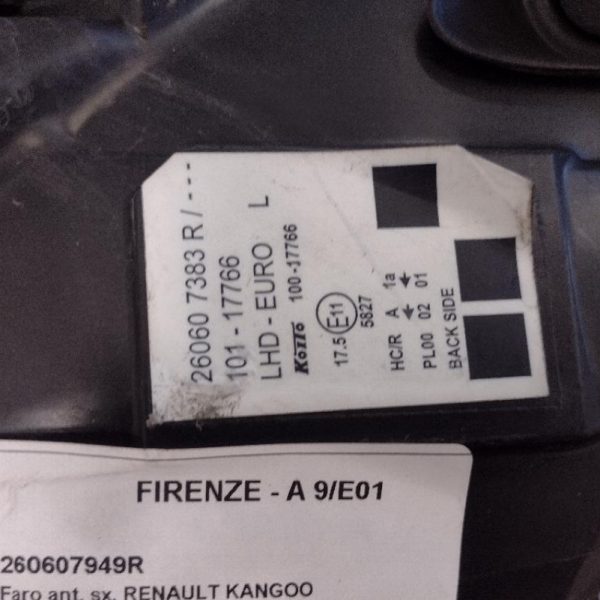 26060 7383 R / - - -
101 - 17766
LHD - EURO L
Koito 100 -17766
17.5 E11
5827
HC/R A 1a
PL00 02 01
BACK SIDE
FIRENZE - A 9/E01
260607949R
Faro ant. sx. RENAULT KANGOO